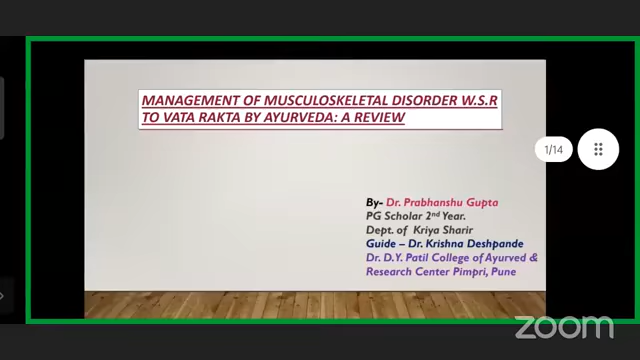 MANAGEMENT OF MUSCULOSKELETAL DISORDER W.S.R
TO VATA RAKTA BY AYURVEDA: A REVIEW
1/14
By- Dr. Prabhanshu Gupta
PG Scholar 2nd Year.
Dept. of Kriya Sharir
Guide – Dr. Krishna Deshpande
Dr. D.Y. Patil College of Ayurved &
Research Center Pimpri, Pune
zoom